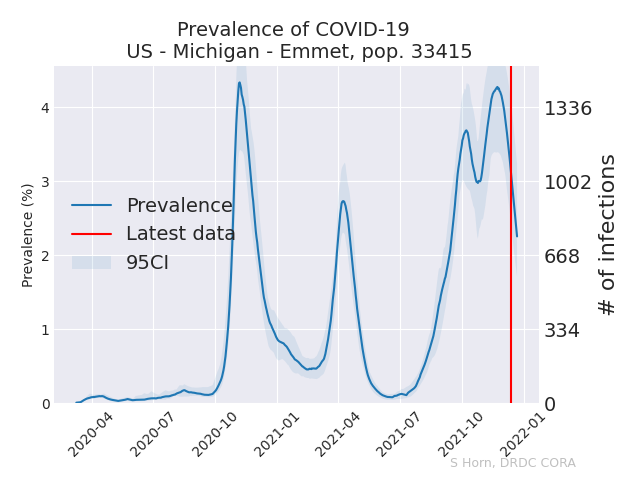 Prevalence of COVID-19
US - Michigan - Emmet, pop. 33415
Prevalence (%)
4
3
2
1
0
Prevalence
Latest data
95CI
1336
1002
668
334
0
# of infections
2020-04
2020-07
2020-10
2021-01
2021-04
2021-07
2021-10
2022-01
S Horn, DRDC CORA